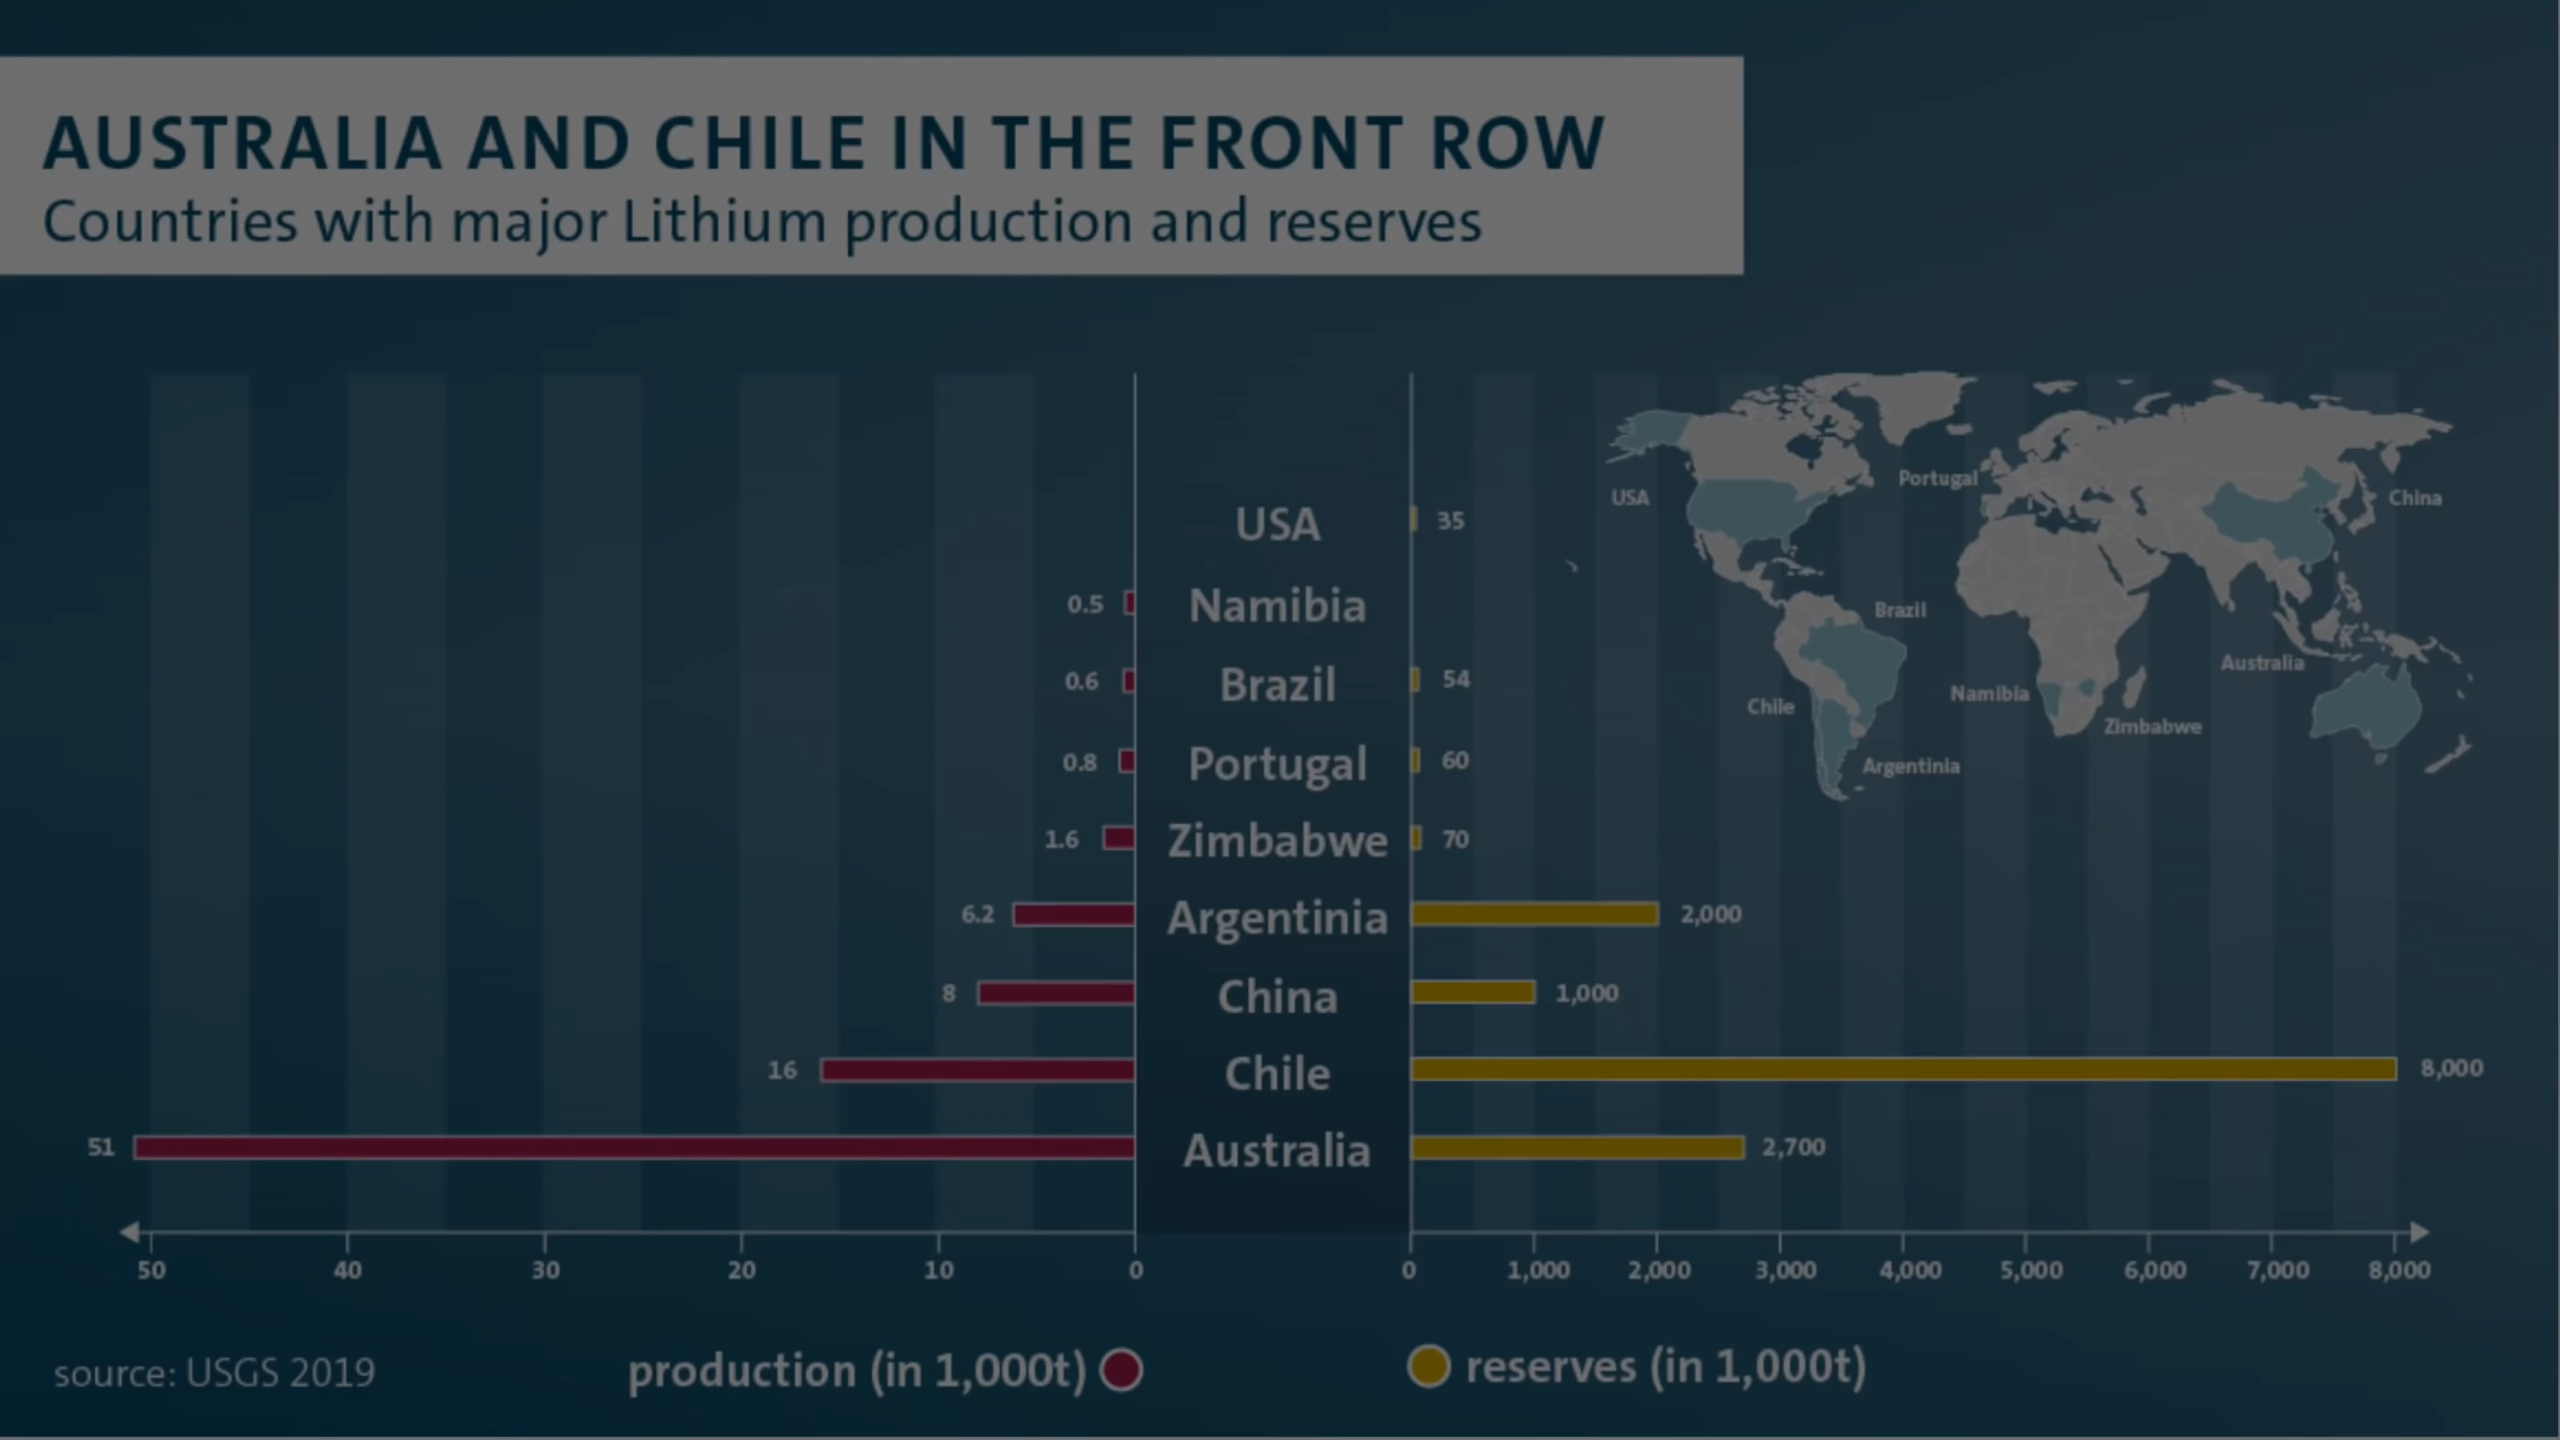 AUSTRALIA AND CHILE IN THE FRONT ROW
Countries with major Lithium production and reserves
USA 35
0.5 Namibia
0.6 Brazil 54
0.8 Portugal 60
1.6 Zimbabwe 70
6.2 Argentinia 2,000
8 China 1,000
16 Chile 8,000
51 Australia 2,700
50 40 30 20 10 0
0 1,000 2,000 3,000 4,000 5,000 6,000 7,000 8,000
USA
Portugal
China
Brazil
Australia
Namibia
Chile
Zimbabwe
Argentinia
source: USGS 2019
production (in 1,000t)
reserves (in 1,000t)